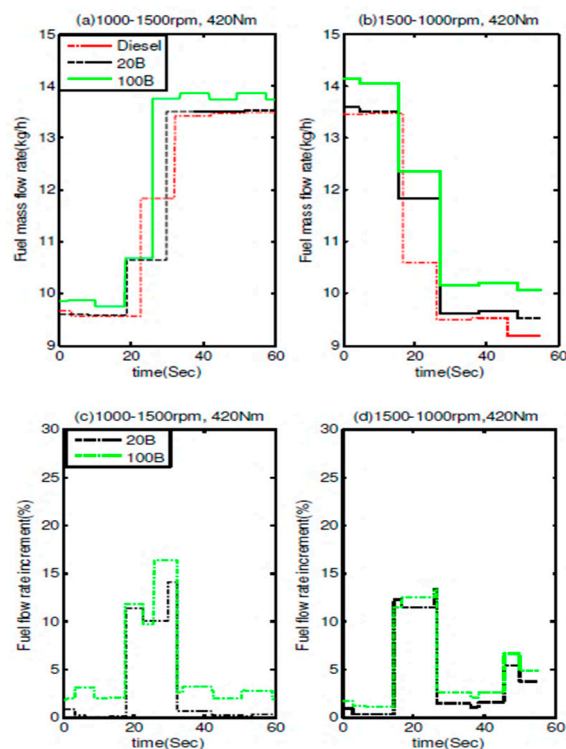 (a)1000-1500rpm, 420Nm
(b)1500-1000rpm, 420Nm
Diesel
20B
100B
Fuel mass flow rate(kg/h)
15
14
13
12
11
10
9
0
20
40
60
time(Sec)
Fuel mass flow rate(kg/h)
15
14
13
12
11
10
9
0
20
40
60
time(Sec)
(c)1000-1500rpm, 420Nm
(d)1500-1000rpm,420Nm
20B
100B
Fuel flow rate increment(%)
30
25
20
15
10
5
0
0
20
40
60
time(Sec)
Fuel flow rate increment(%)
30
25
20
15
10
5
0
0
20
40
60
time(Sec)